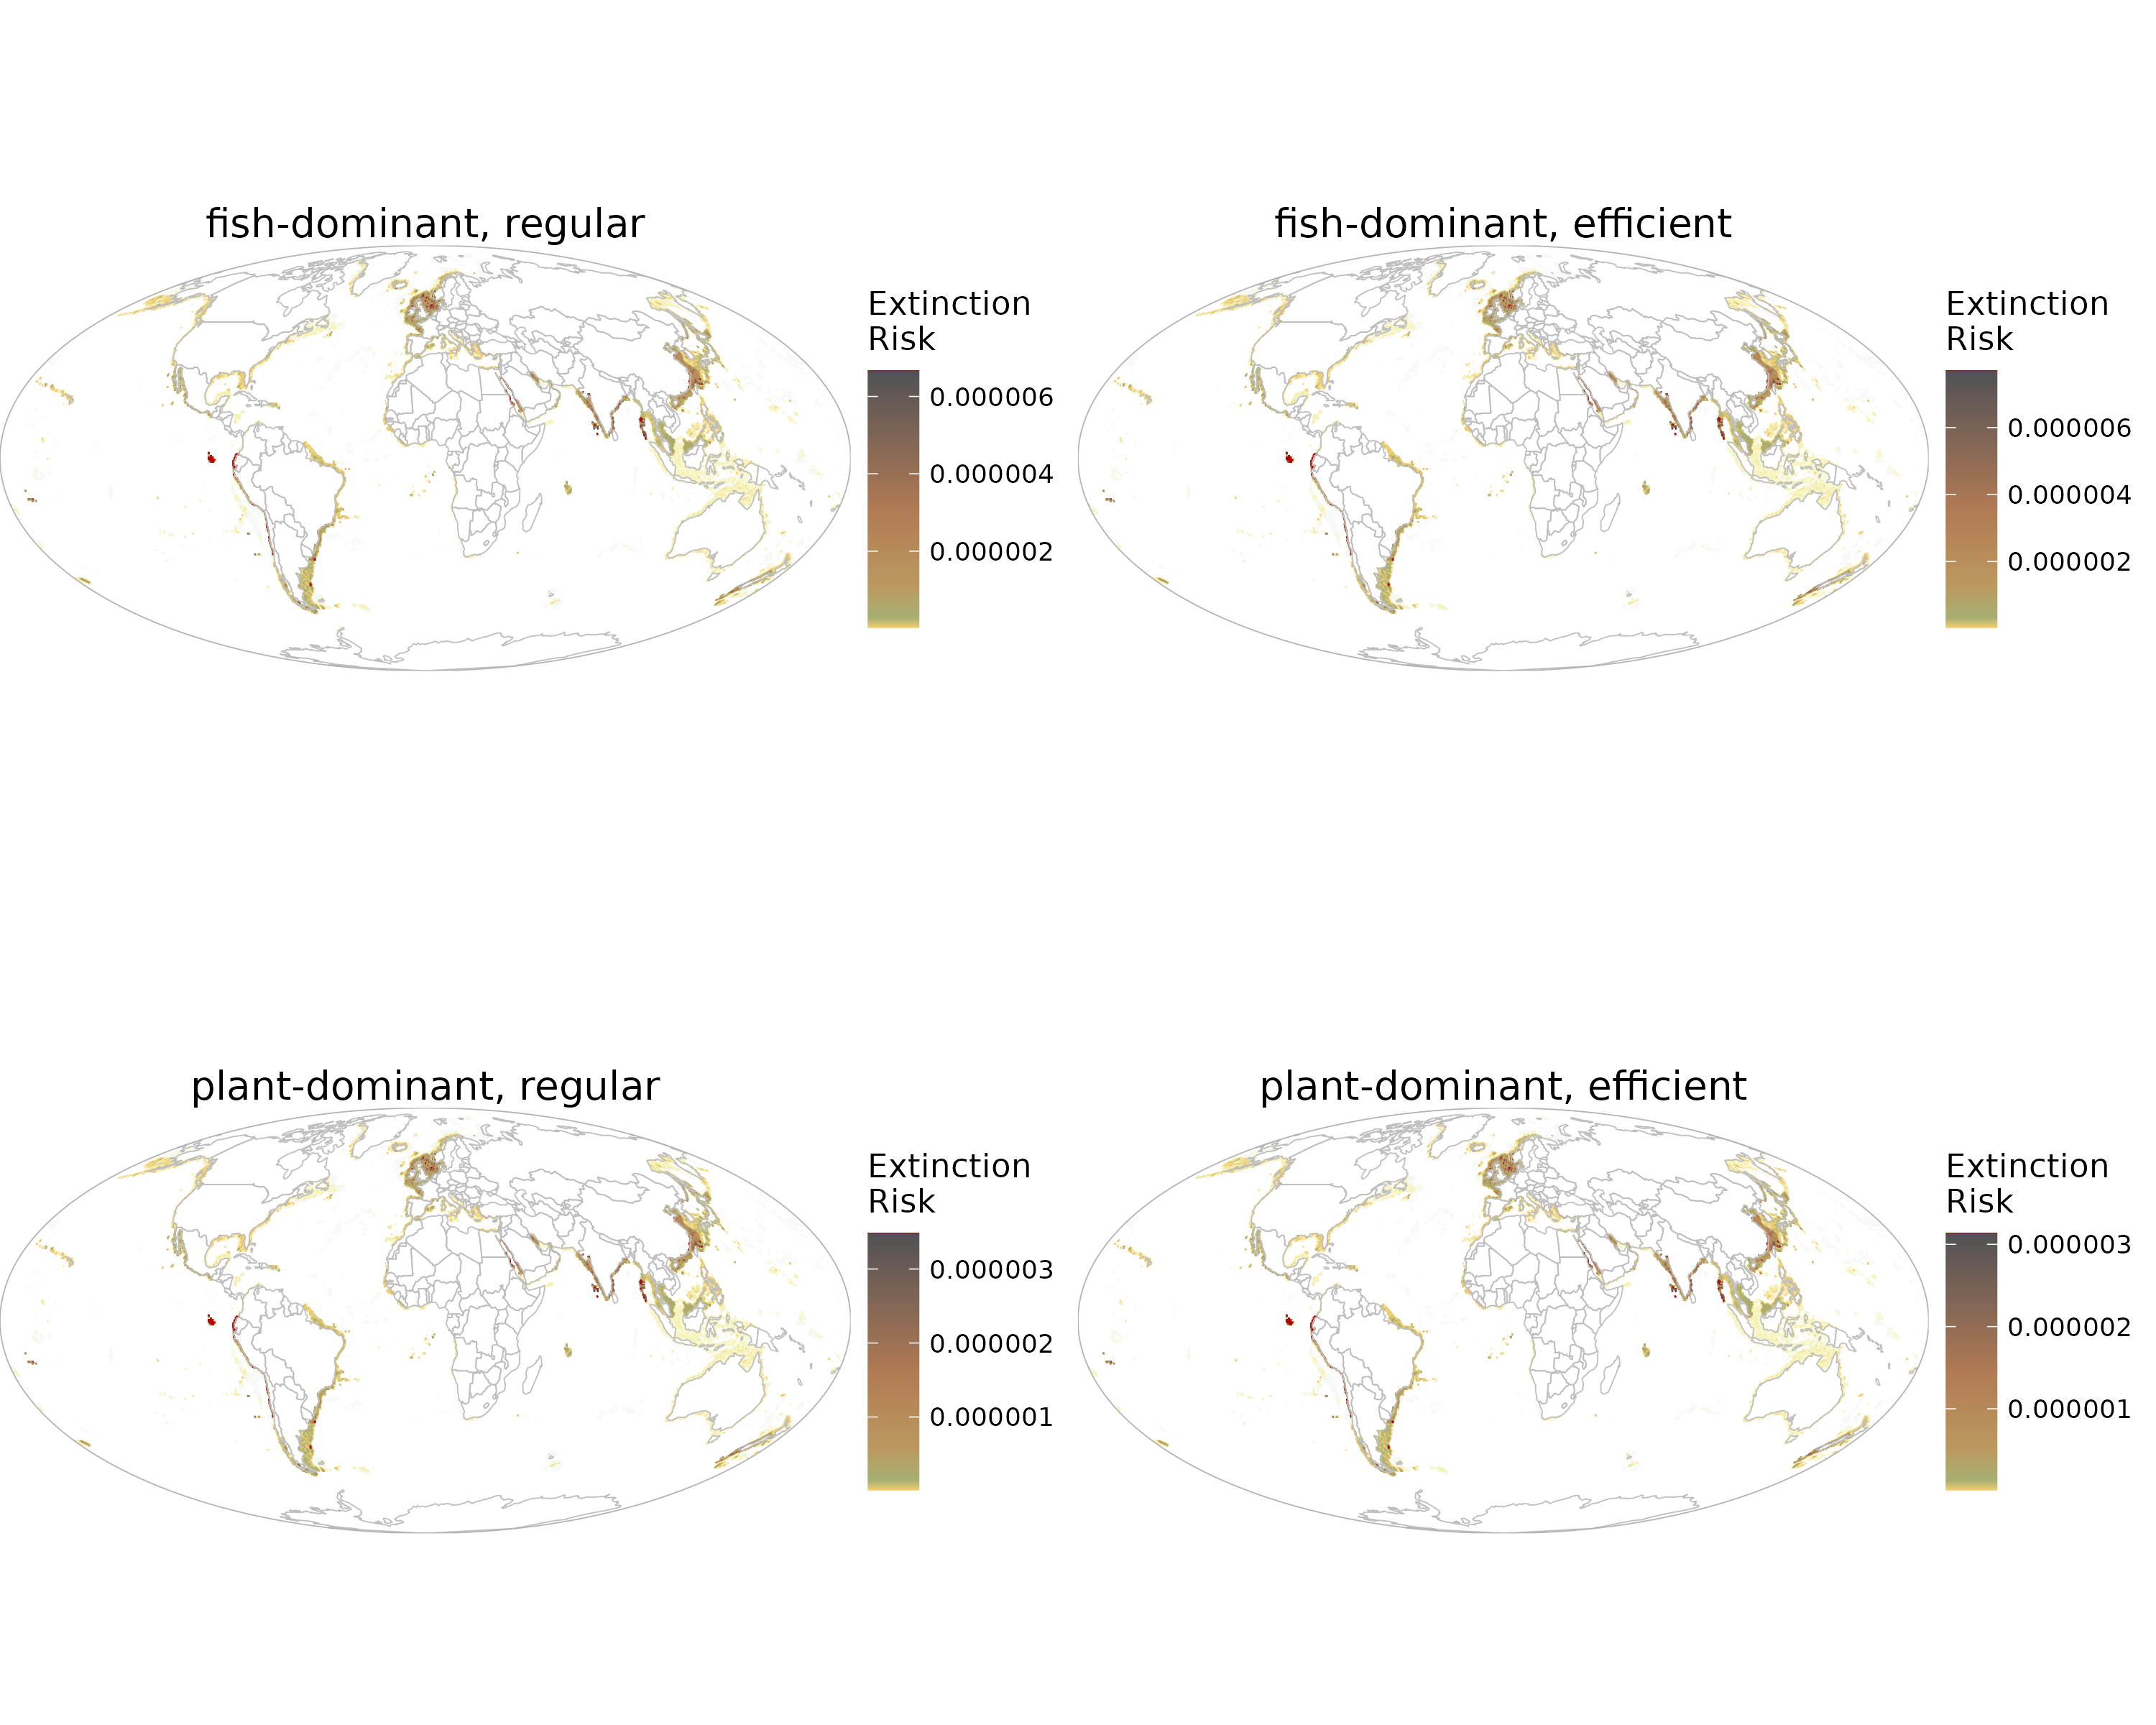 fish-dominant, regular
Extinction
Risk
0.000006
0.000004
0.000002
fish-dominant, efficient
Extinction
Risk
0.000006
0.000004
0.000002
plant-dominant, regular
Extinction
Risk
0.000003
0.000002
0.000001
plant-dominant, efficient
Extinction
Risk
0.000003
0.000002
0.000001